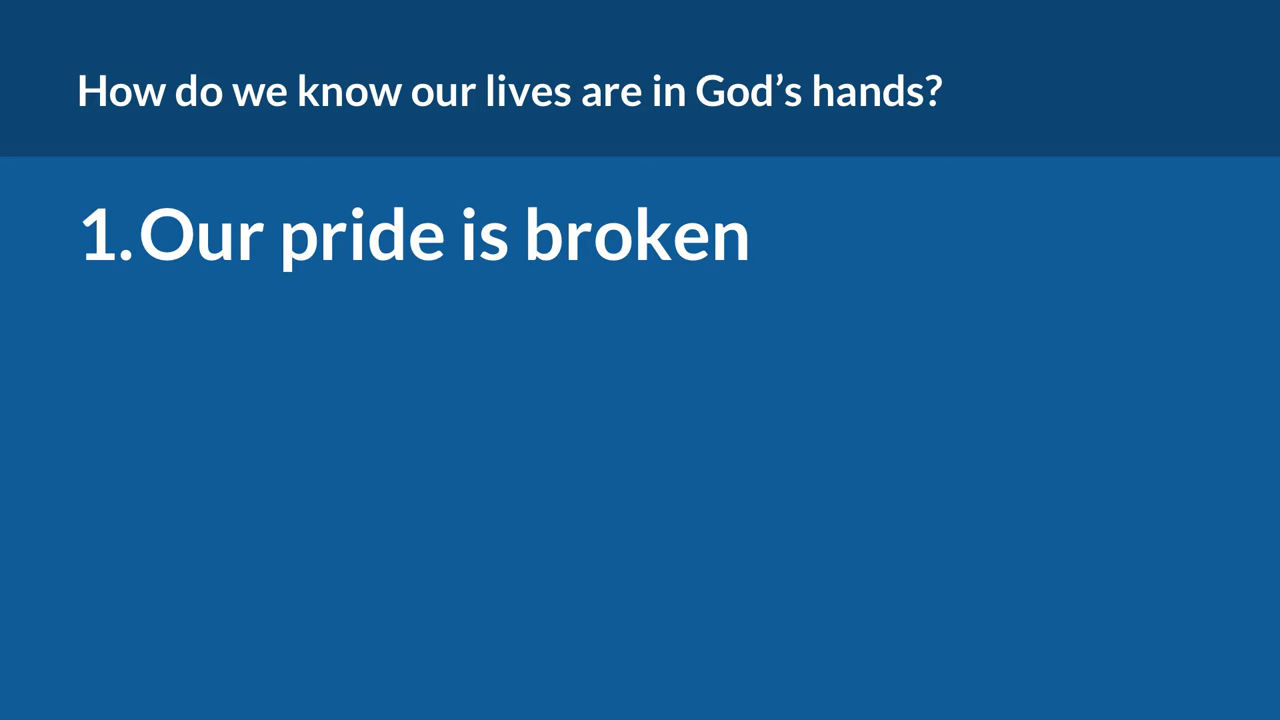 How do we know our lives are in God’s hands?
1. Our pride is broken